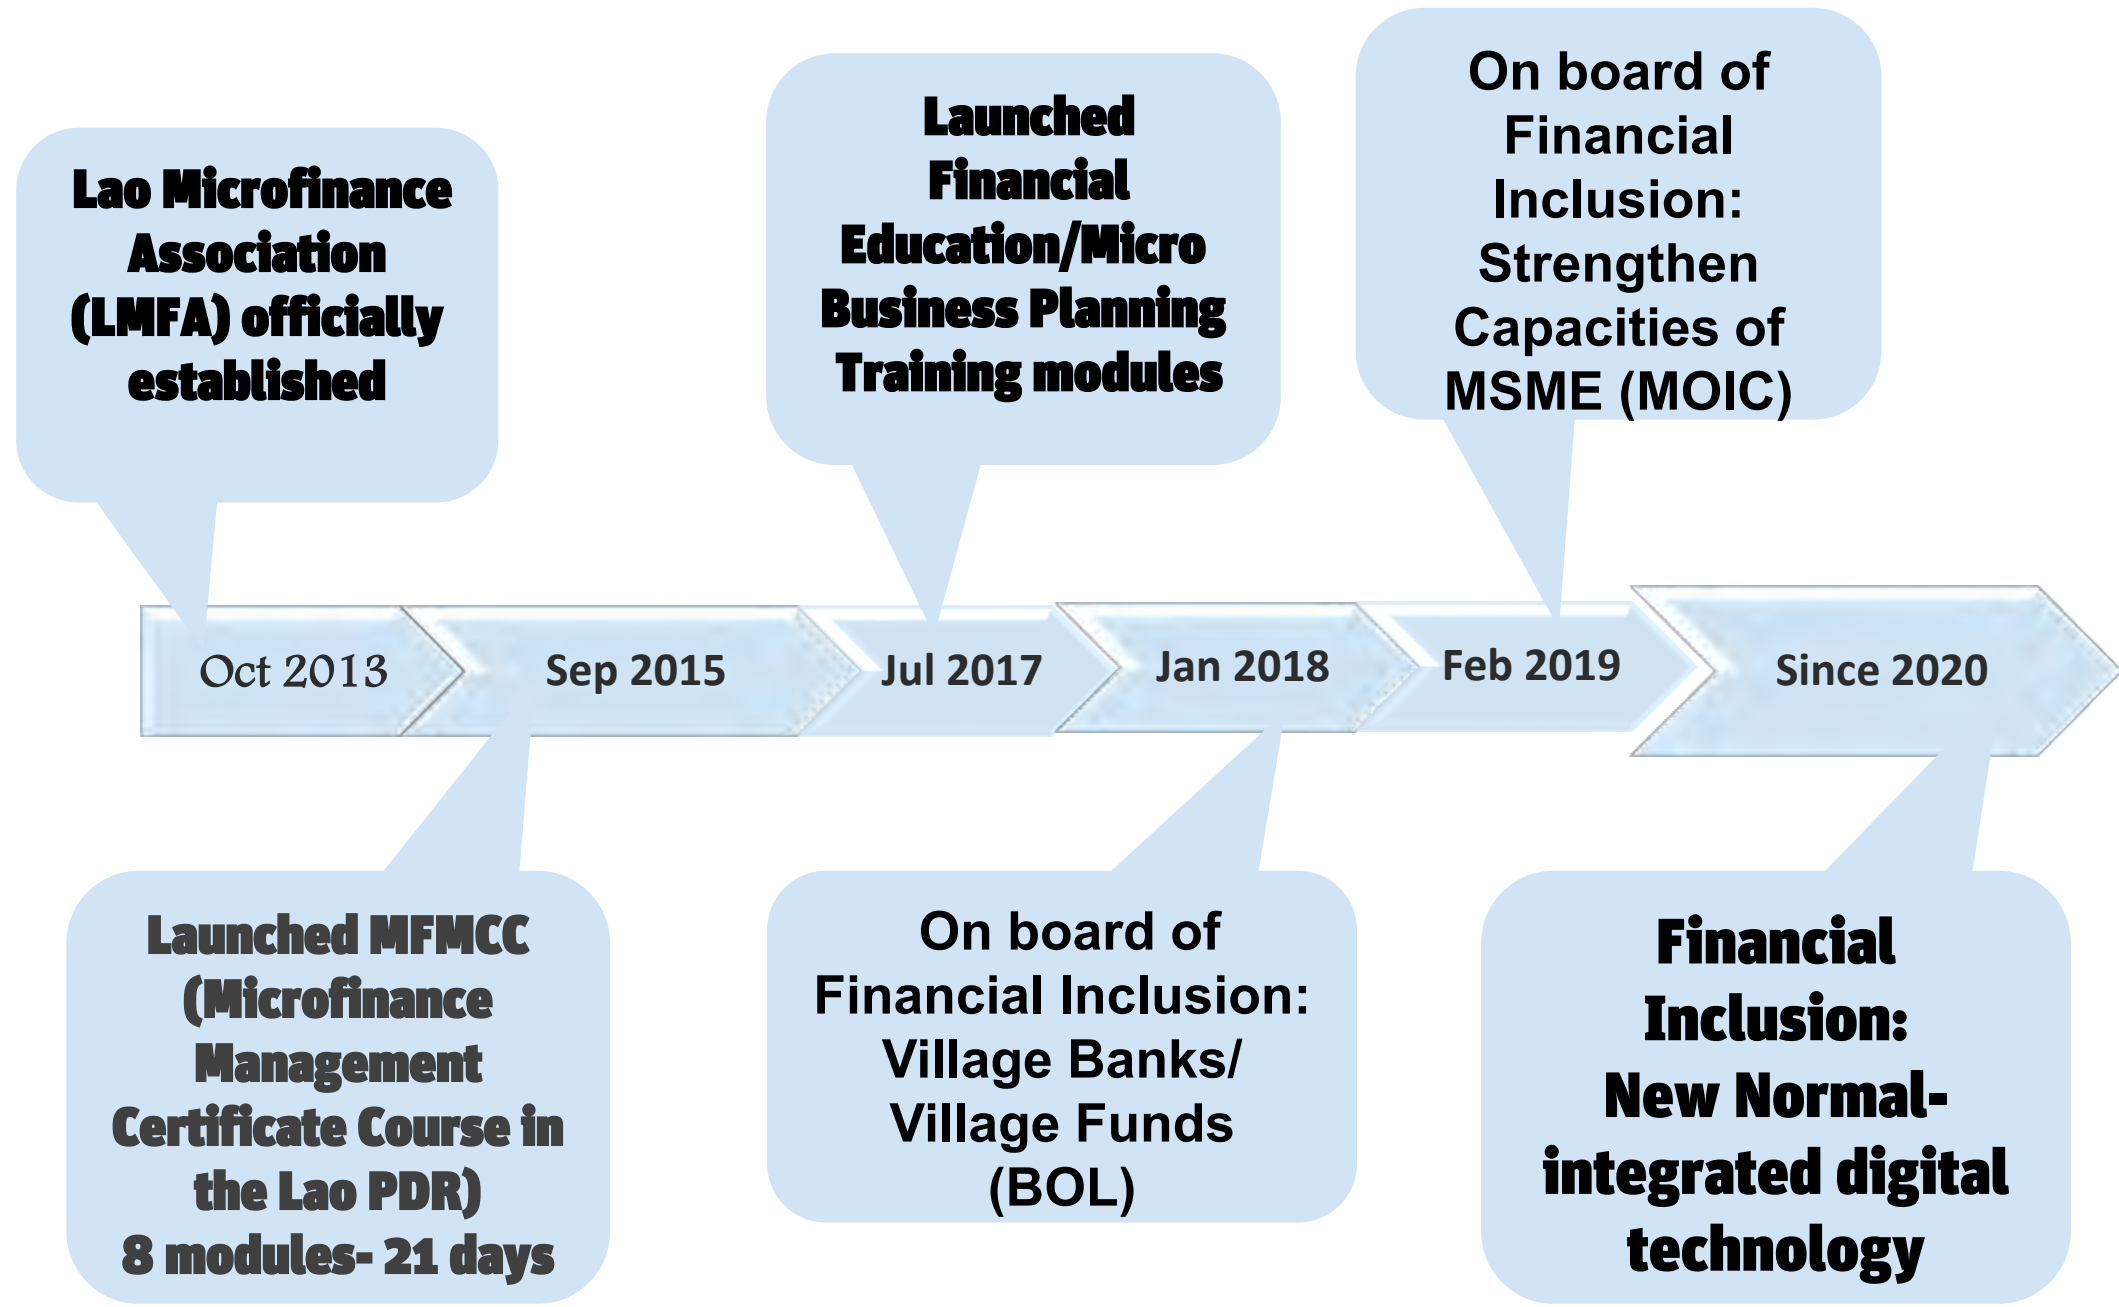 Lao Microfinance
Association
(LMFA) officially
established
Launched
Financial
Education/Micro
Business Planning
Training modules
On board of
Financial
Inclusion:
Strengthen
Capacities of
MSME (MOIC)
Oct 2013
Sep 2015
Jul 2017
Jan 2018
Feb 2019
Since 2020
Launched MFMCC
(Microfinance
Management
Certificate Course in
the Lao PDR)
8 modules- 21 days
On board of
Financial Inclusion:
Village Banks/
Village Funds
(BOL)
Financial
Inclusion:
New Normal-
integrated digital
technology